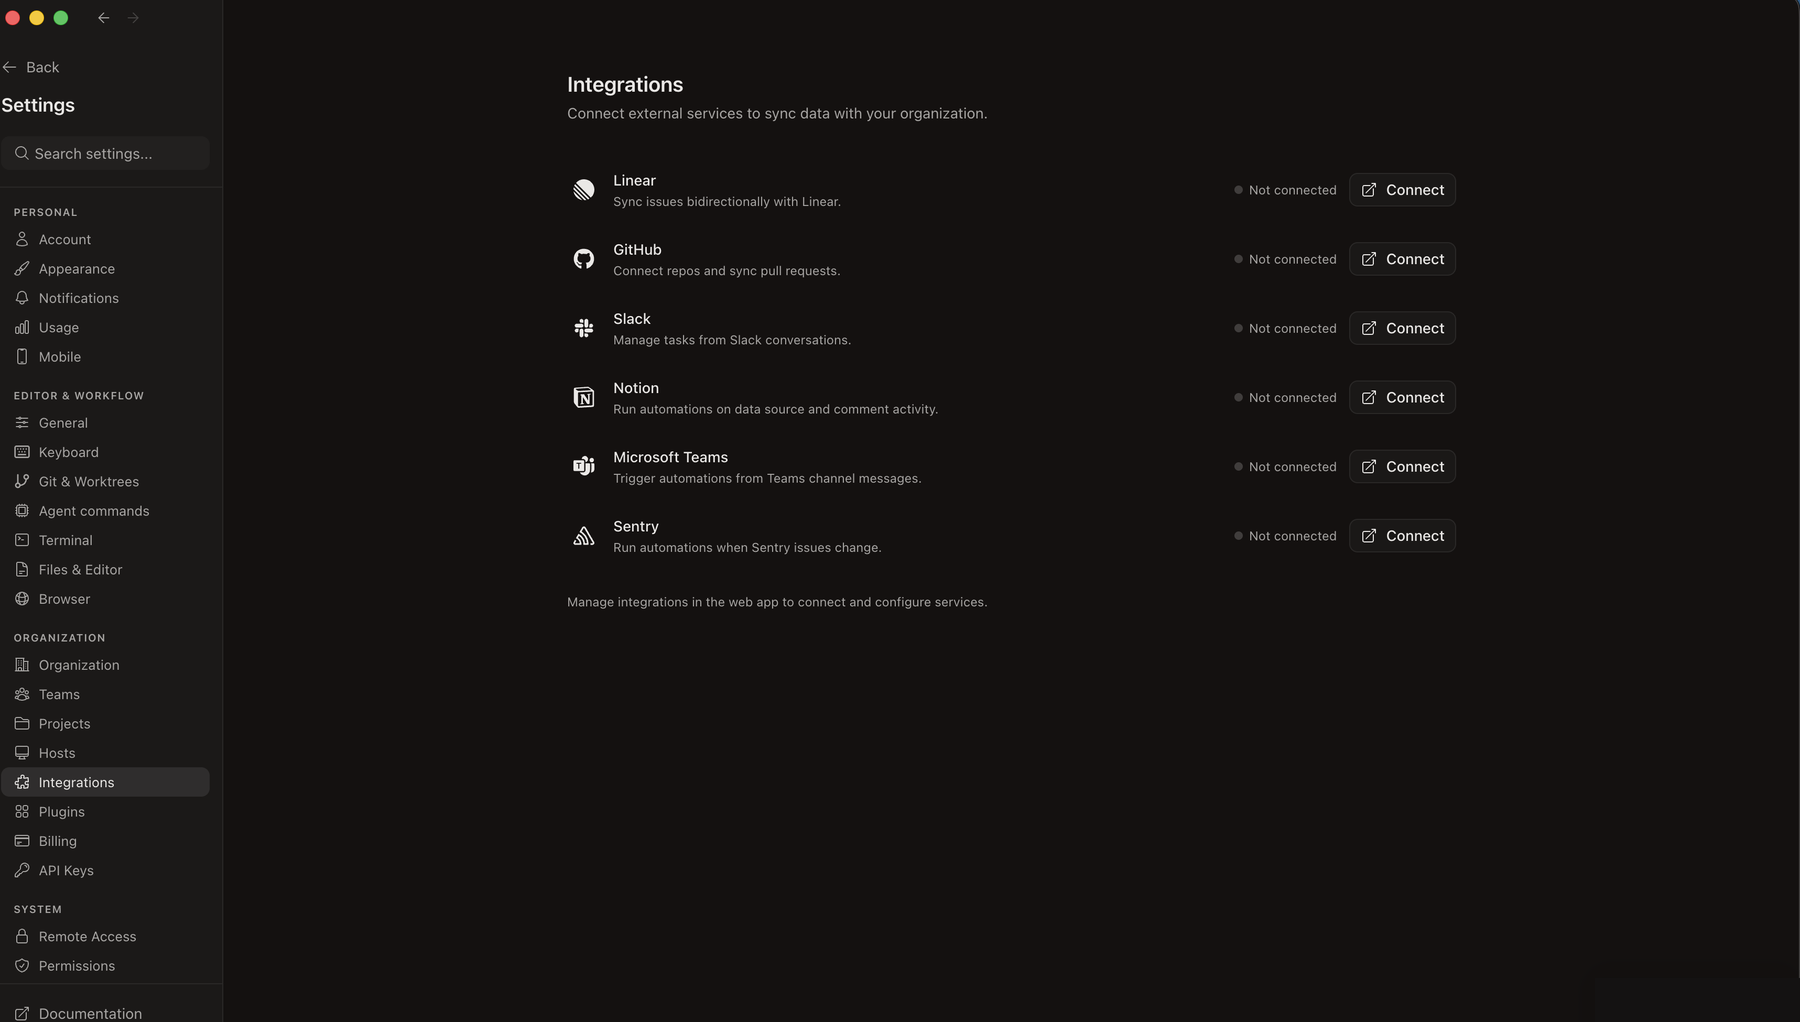 Back
Settings
Search settings...
PERSONAL
Account
Appearance
Notifications
Usage
Mobile
EDITOR & WORKFLOW
General
Keyboard
Git & Worktrees
Agent commands
Terminal
Files & Editor
Browser
ORGANIZATION
Organization
Teams
Projects
Hosts
Integrations
Plugins
Billing
API Keys
SYSTEM
Remote Access
Permissions
Documentation
Integrations
Connect external services to sync data with your organization.
Linear
Sync issues bidirectionally with Linear.
Not connected
Connect
GitHub
Connect repos and sync pull requests.
Not connected
Connect
Slack
Manage tasks from Slack conversations.
Not connected
Connect
Notion
Run automations on data source and comment activity.
Not connected
Connect
Microsoft Teams
Trigger automations from Teams channel messages.
Not connected
Connect
Sentry
Run automations when Sentry issues change.
Not connected
Connect
Manage integrations in the web app to connect and configure services.